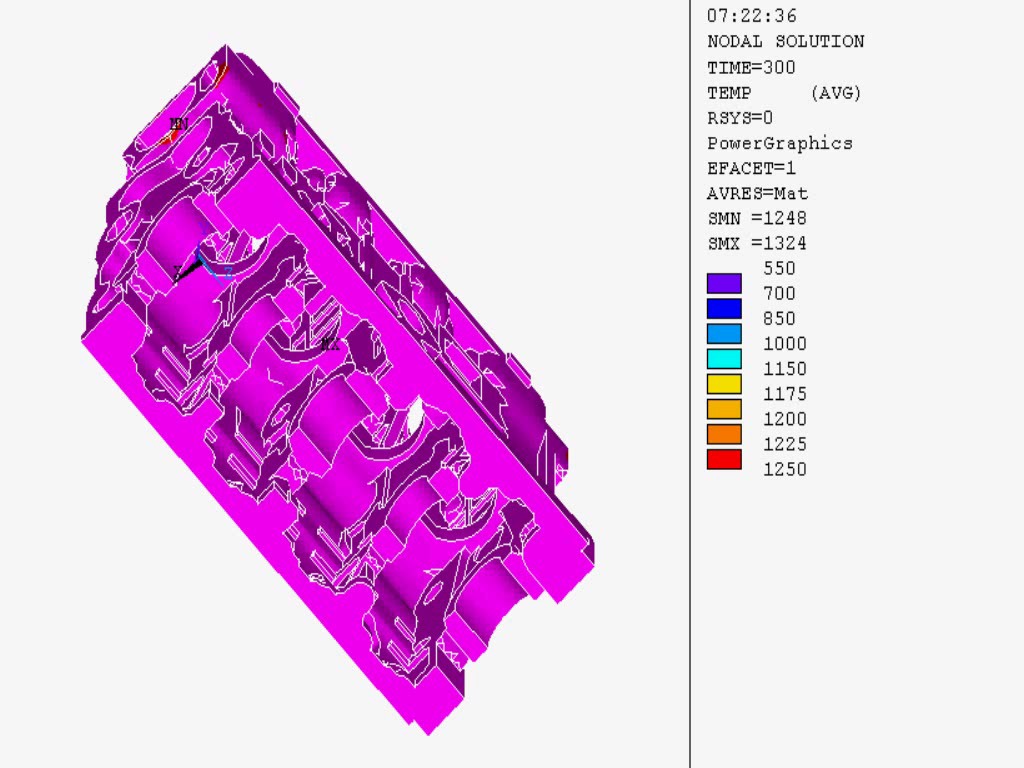 07:22:36
NODAL SOLUTION
TIME=300
TEMP (AVG)
RSYS=0
PowerGraphics
EFACET=1
AVRES=Mat
SMN =1248
SMX =1324
550
700
850
1000
1150
1175
1200
1225
1250
MN
X Z
MX